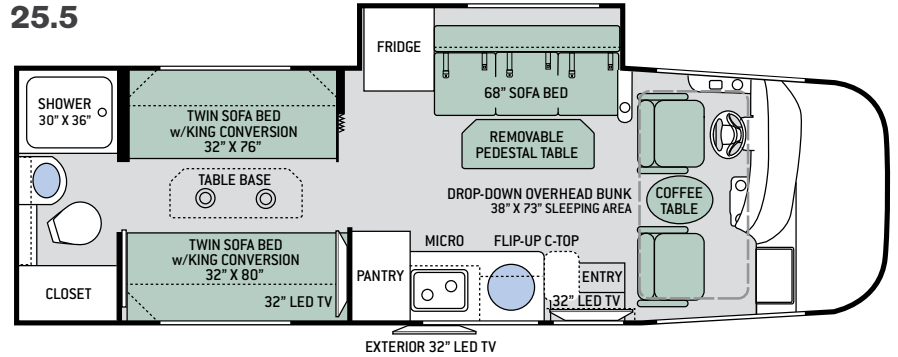 25.5
FRIDGE
SHOWER
30" X 36"
TWIN SOFA BED
w/KING CONVERSION
32" X 76"
68" SOFA BED
REMOVABLE
PEDESTAL TABLE
TABLE BASE
DROP-DOWN OVERHEAD BUNK
38" X 73" SLEEPING AREA
COFFEE
TABLE
TWIN SOFA BED
w/KING CONVERSION
32" X 80"
32" LED TV
CLOSET
PANTRY
MICRO
FLIP-UP C-TOP
ENTRY
32" LED TV
EXTERIOR 32" LED TV